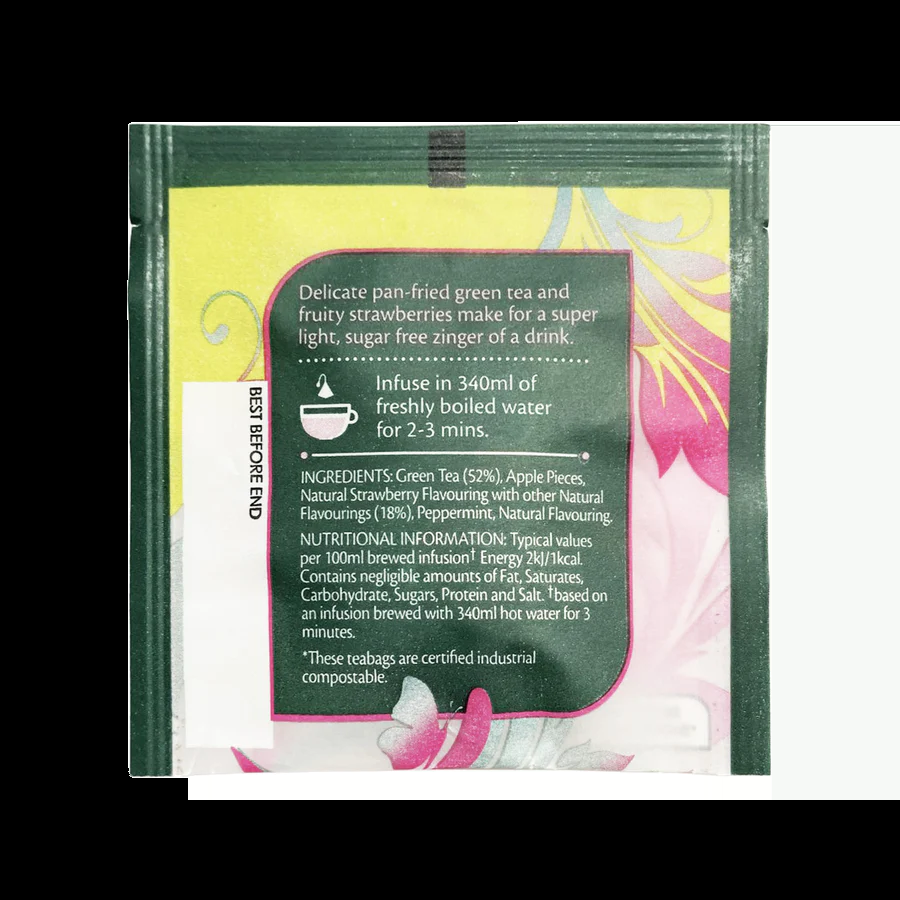 Delicate pan-fried green tea and
fruity strawberries make for a super
light, sugar free zinger of a drink.
Infuse in 340ml of
freshly boiled water
for 2-3 mins.
BEST BEFORE END
INGREDIENTS: Green Tea (52%), Apple Pieces,
Natural Strawberry Flavouring with other Natural
Flavourings (18%), Peppermint, Natural Flavouring.
NUTRITIONAL INFORMATION: Typical values
per 100ml brewed infusion† Energy 2kJ/1kcal.
Contains negligible amounts of Fat, Saturates,
Carbohydrate, Sugars, Protein and Salt. †based on
an infusion brewed with 340ml hot water for 3
minutes.
*These teabags are certified industrial
compostable.